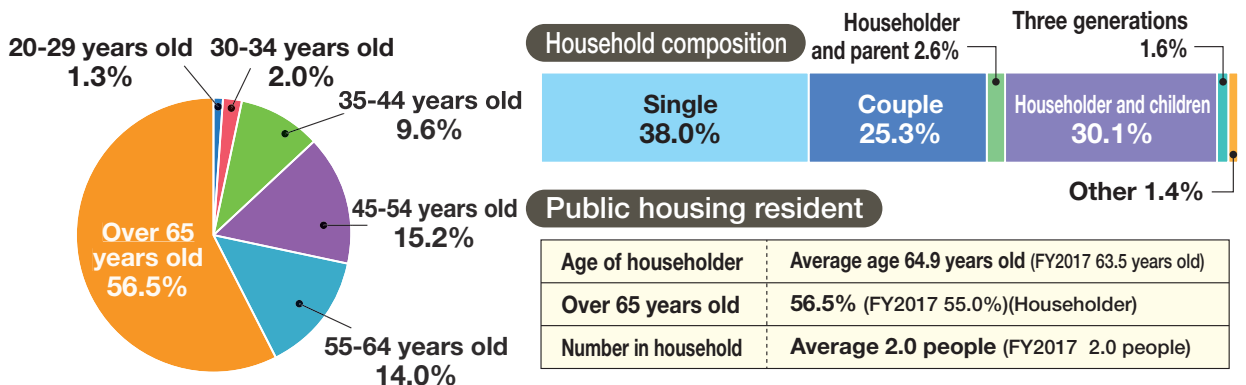 20-29 years old
1.3%
30-34 years old
2.0%
35-44 years old
9.6%
45-54 years old
15.2%
55-64 years old
14.0%
Over 65
years old
56.5%
Household composition
Householder
and parent 2.6%
Three generations
1.6%
Single
38.0%
Couple
25.3%
Householder and children
30.1%
Other 1.4%
Public housing resident
Age of householder Average age 64.9 years old (FY2017 63.5 years old)
Over 65 years old 56.5% (FY2017 55.0%)(Householder)
Number in household Average 2.0 people (FY2017 2.0 people)